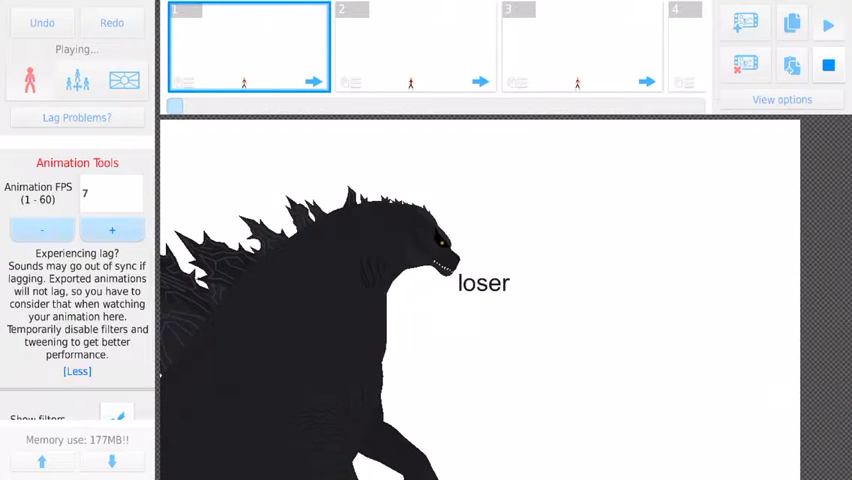 Undo Redo
Playing...
Lag Problems?
Animation Tools
Animation FPS
(1 - 60)
7
- +
Experiencing lag?
Sounds may go out of sync if
lagging. Exported animations
will not lag, so you have to
consider that when watching
your animation here.
Temporarily disable filters and
tweening to get better
performance.
[Less]
Show filters
Memory use: 177MB!!
1 2 3 4
View options
loser